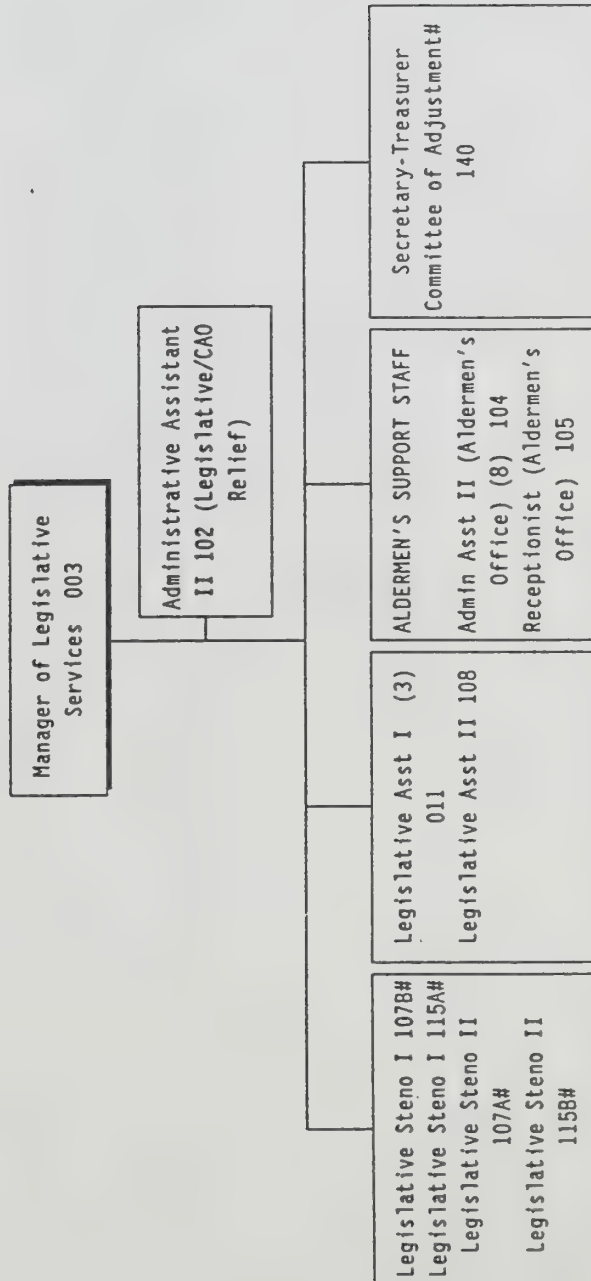 Manager of Legislative
Services 003
Administrative Assistant
II 102 (Legislative/CAO
Relief)
Legislative Steno I 107B#
Legislative Steno I 115A#
Legislative Steno II
107A#
Legislative Steno II
115B#
Legislative Asst I (3)
011
Legislative Asst II 108
ALDERMEN'S SUPPORT STAFF
Admin Asst II (Aldermen's
Office) (8) 104
Receptionist (Aldermen's
Office) 105
Secretary-Treasurer
Committee of Adjustment#
140